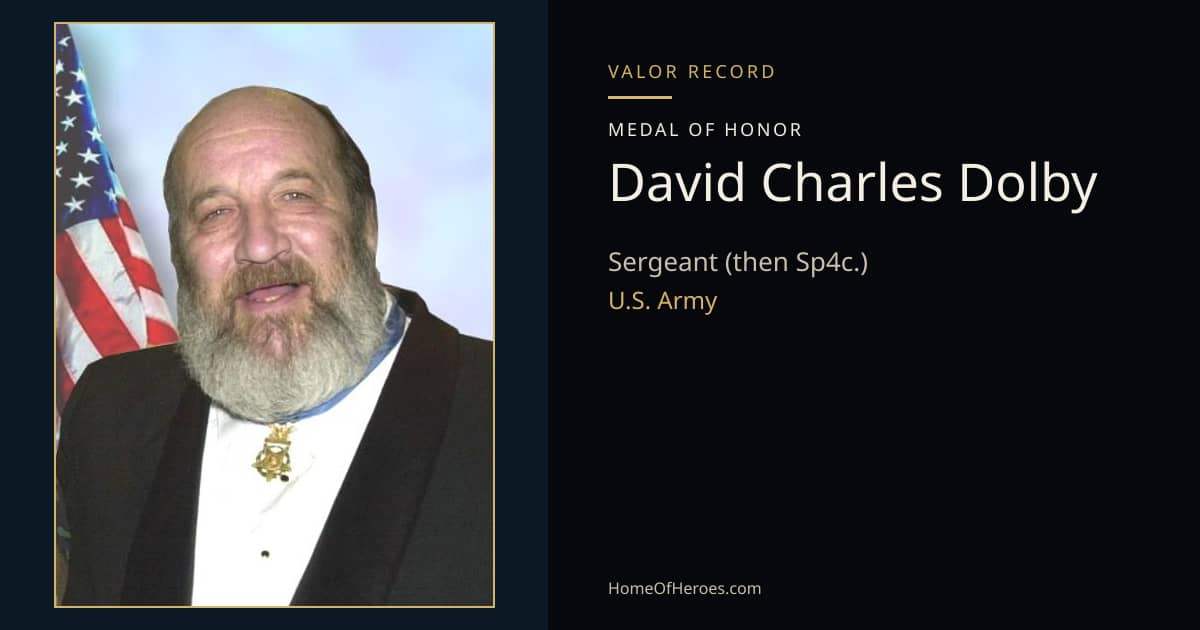 VALOR RECORD
MEDAL OF HONOR
David Charles Dolby
Sergeant (then Sp4c.)
U.S. Army
HomeOfHeroes.com